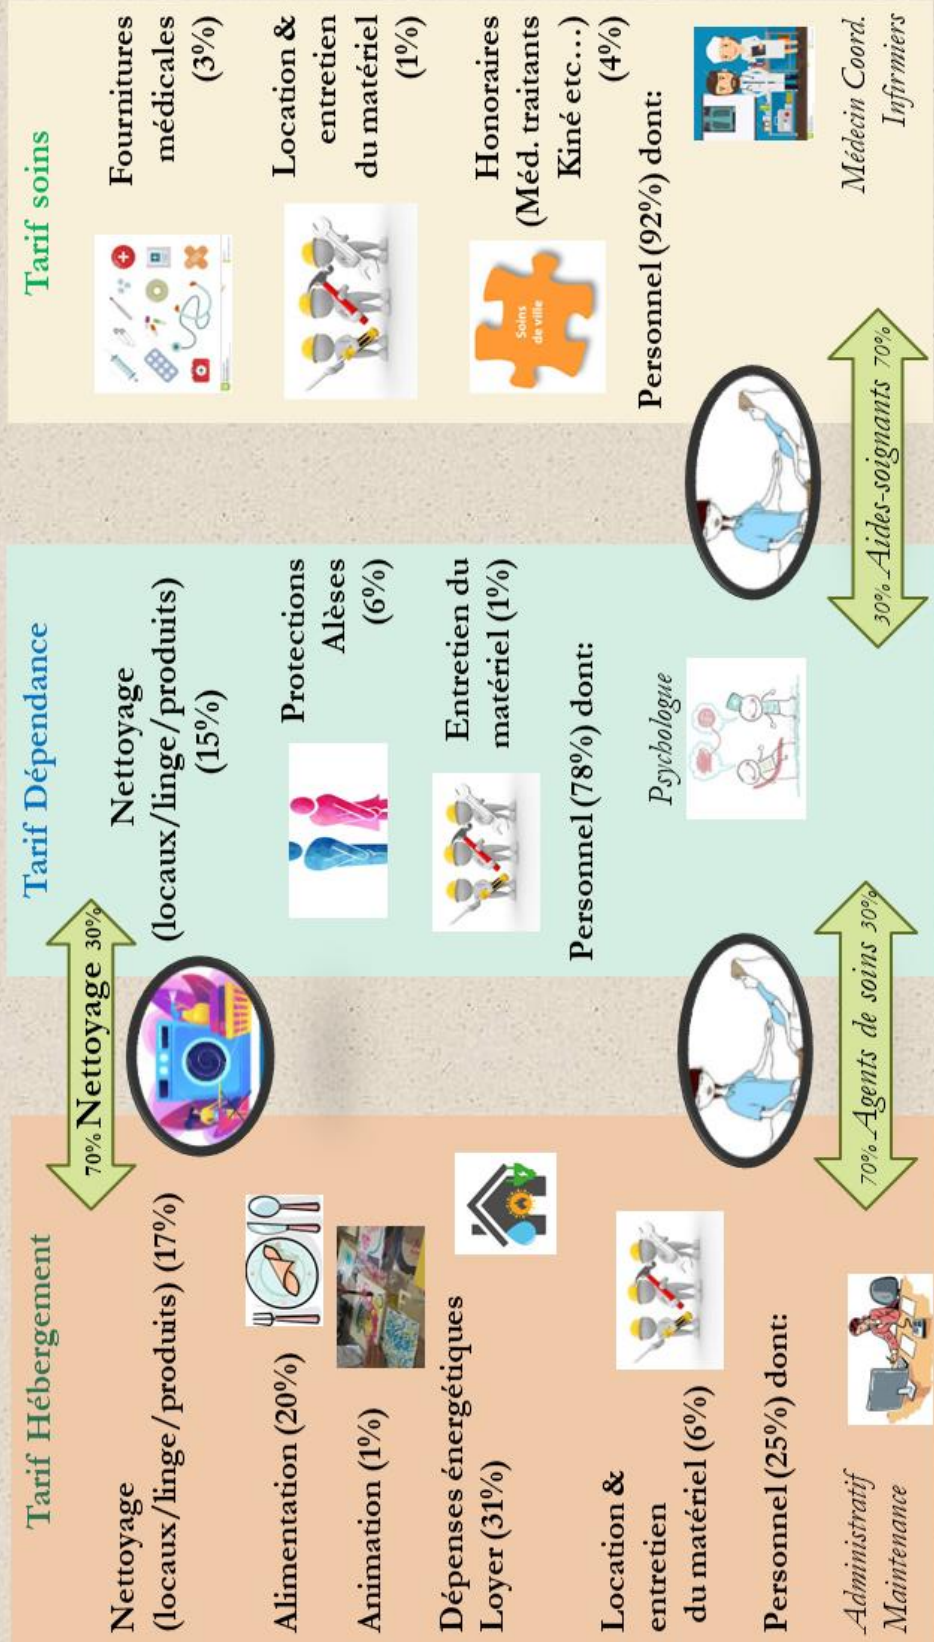 Tarif Hébergement
Nettoyage
(locaux/linge/produits) (17%)
Alimentation (20%)
Animation (1%)
Dépenses énergétiques
Loyer (31%)
Location &
entretien
du matériel (6%)
Personnel (25%) dont:
Administratif
Maintenance
70% Nettoyage 30%
70% Agents de soins 30%
Tarif Dépendance
Nettoyage
(locaux/linge/produits)
(15%)
Protections
Alèses
(6%)
Entretien du
matériel (1%)
Personnel (78%) dont:
Psychologue
30% Aides-soignants 70%
Tarif soins
Fournitures
médicales
(3%)
Location &
entretien
du matériel
(1%)
Soins
de ville
Honoraires
(Méd. traitants
Kiné etc…)
(4%)
Personnel (92%) dont:
Médecin Coord.
Infirmiers